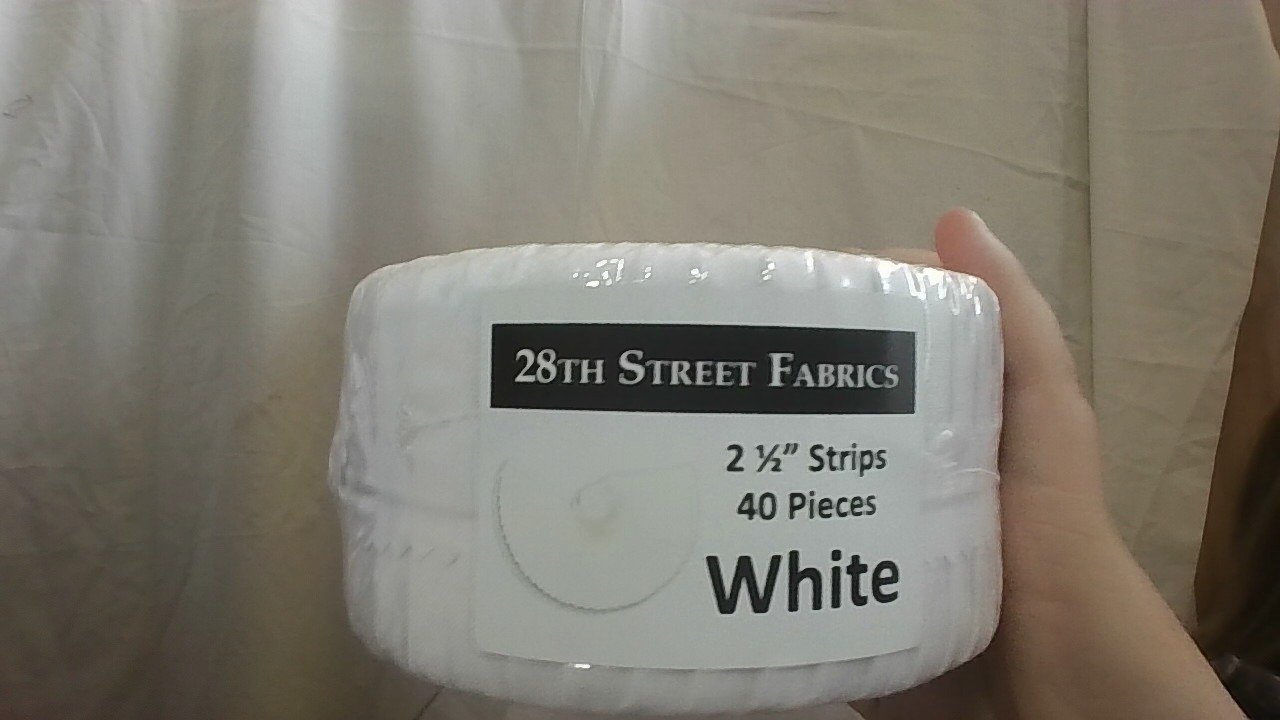 28TH STREET FABRICS
2 ½” Strips
40 Pieces
White